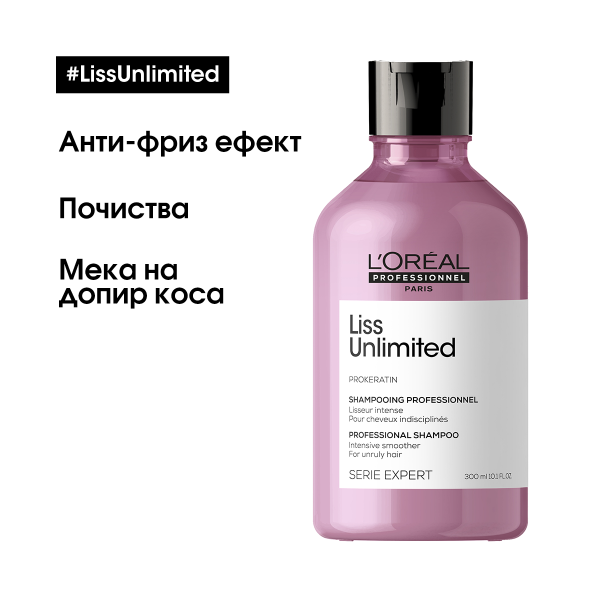 #LissUnlimited
Анти-фриз ефект
Почиства
Мека на
допир коса
L'ORÉAL
PROFESSIONNEL
PARIS
Liss
Unlimited
PROKERATIN
SHAMPOOING PROFESSIONNEL
Lisseur intense
Pour cheveux indisciplinés
PROFESSIONAL SHAMPOO
Intensive smoother
For unruly hair
SERIE EXPERT
300 ml 10.1 FL.OZ.